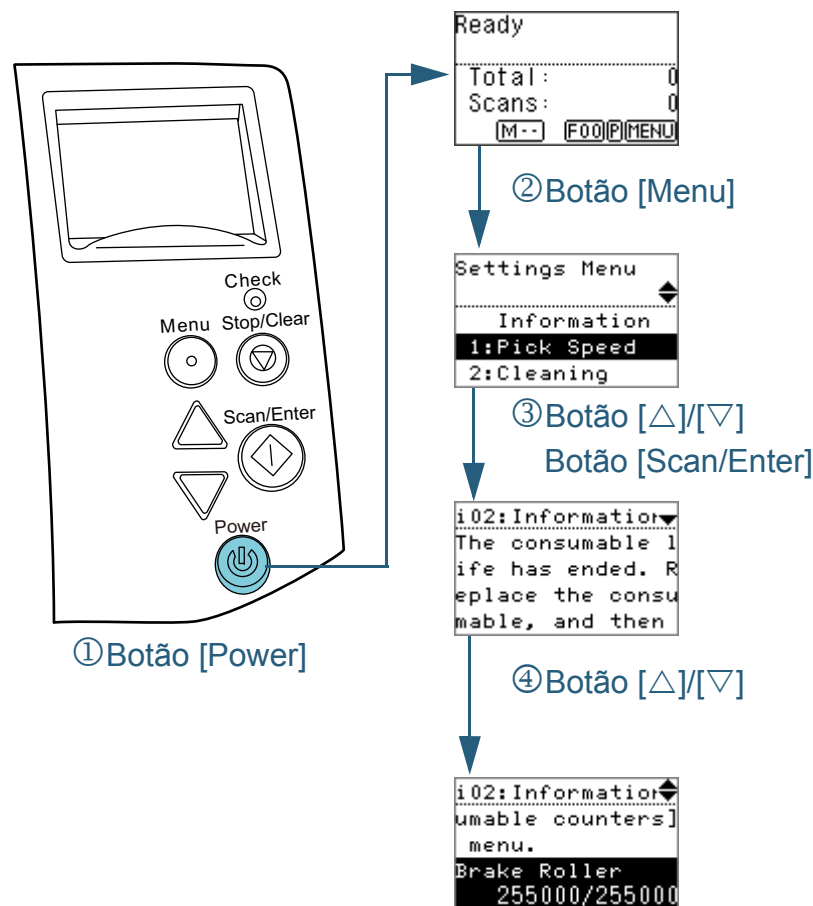 Check
Menu Stop/Clear
Scan/Enter
Power
①Botão [Power]
Ready
Total: 0
Scans: 0
M-- F00 P MENU
②Botão [Menu]
Settings Menu
Information
1:Pick Speed
2:Cleaning
③Botão [△]/[▽]
Botão [Scan/Enter]
i02:Information
The consumable l
ife has ended. R
eplace the consu
mable, and then
④Botão [△]/[▽]
i02:Information
umable counters]
menu.
Brake Roller
255000/255000